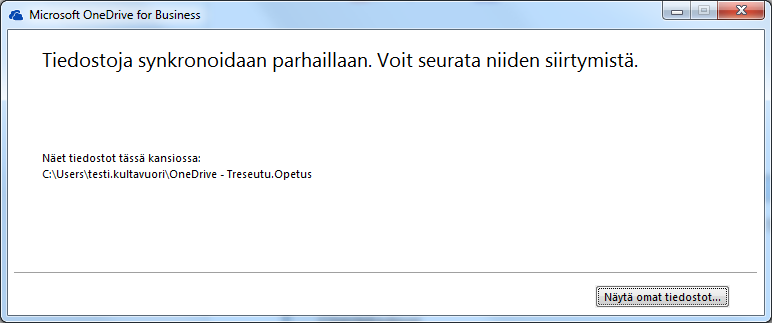 Microsoft OneDrive for Business
Tiedostoja synkronoidaan parhaillaan. Voit seurata niiden siirtymistä.
Näet tiedostot tässä kansiossa:
C:\Users\testi.kultavuori\OneDrive - Treseutu.Opetus
Näytä omat tiedostot...